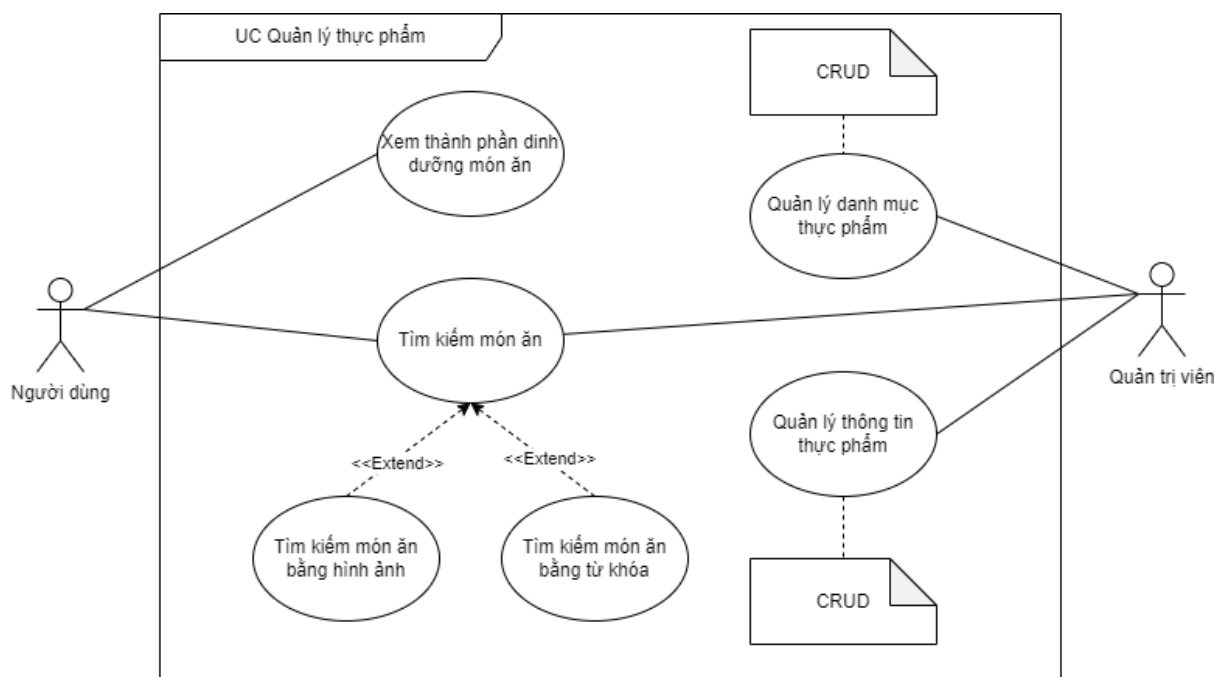 UC Quản lý thực phẩm
CRUD
Xem thành phần dinh
dưỡng món ăn
Quản lý danh mục
thực phẩm
Tìm kiếm món ăn
Người dùng
Quản trị viên
Quản lý thông tin
thực phẩm
<<Extend>>
<<Extend>>
Tìm kiếm món ăn
bằng hình ảnh
Tìm kiếm món ăn
bằng từ khóa
CRUD